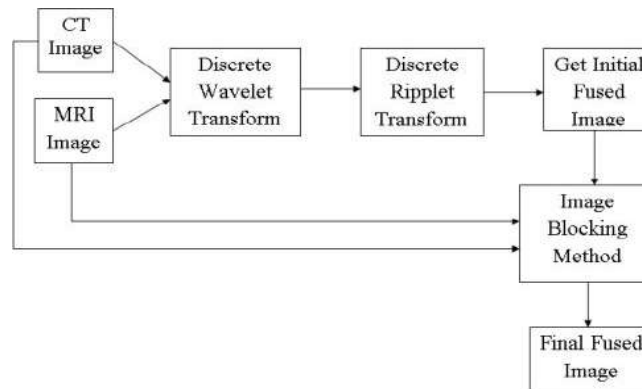 CT
Image
MRI
Image
Discrete
Wavelet
Transform
Discrete
Ripplet
Transform
Get Initial
Fused
Image
Image
Blocking
Method
Final Fused
Image